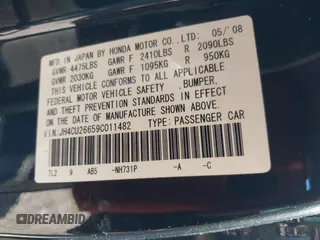 MFD. IN JAPAN BY HONDA MOTOR CO., LTD. 05/08
GVWR 4475LBS GAWR F 2410LBS R 2090LBS
GVWR 2030KG GAWR F 1095KG R 950KG
THIS VEHICLE CONFORMS TO ALL APPLICABLE
FEDERAL MOTOR VEHICLE SAFETY, BUMPER,
AND THEFT PREVENTION STANDARDS IN EFFECT
ON THE DATE OF MANUFACTURE SHOWN ABOVE.
V.I.N.:JH4CU26659C011482 TYPE: PASSENGER CAR
TL2 9 AB5 -NH731P -A -C
DREAMBID